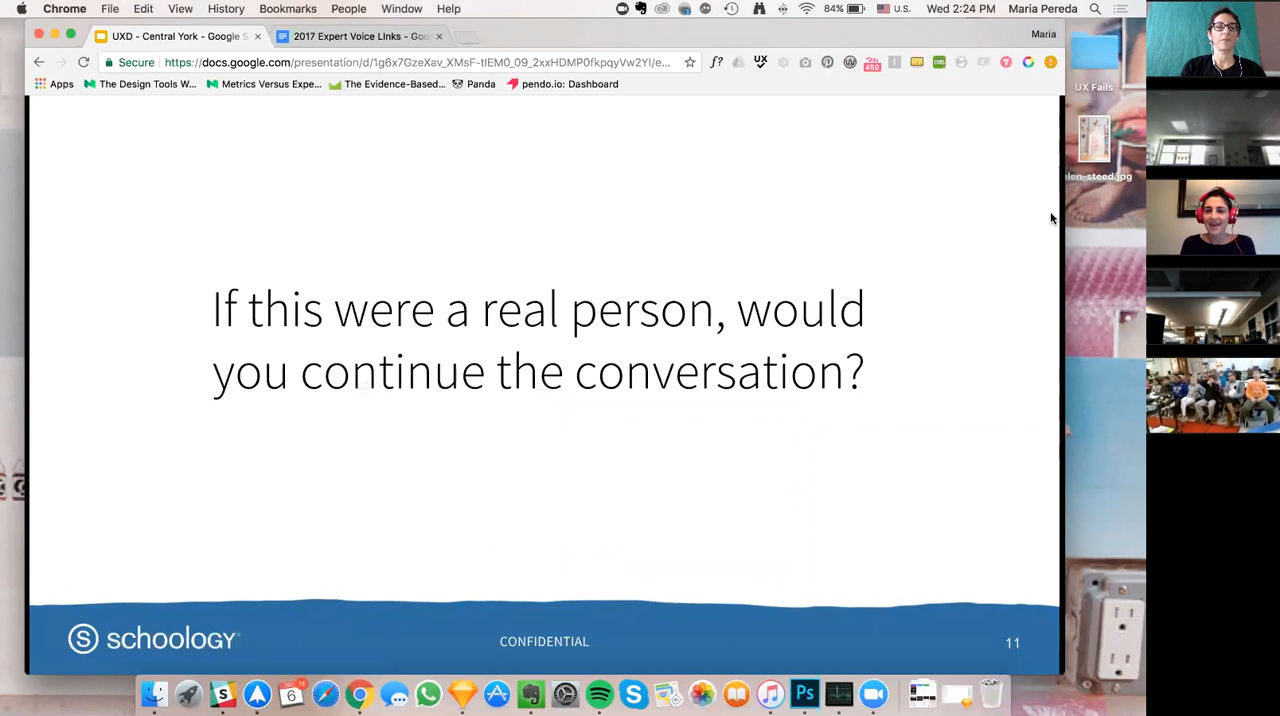 Chrome File Edit View History Bookmarks People Window Help 84% U.S. Wed 2:24 PM Maria Pereda
UXD - Central York - Google S 2017 Expert Voice LInks - Goo Maria
Secure https://docs.google.com/presentation/d/1g6x7GzeXav_XMsF-tIEM0_09_2xxHDMP0fkpqyVw2YI/e...
Apps The Design Tools W... Metrics Versus Expe... The Evidence-Based... Panda pendo.io: Dashboard
UX Fails
elen-steed.jpg
If this were a real person, would
you continue the conversation?
S schoology
CONFIDENTIAL
11